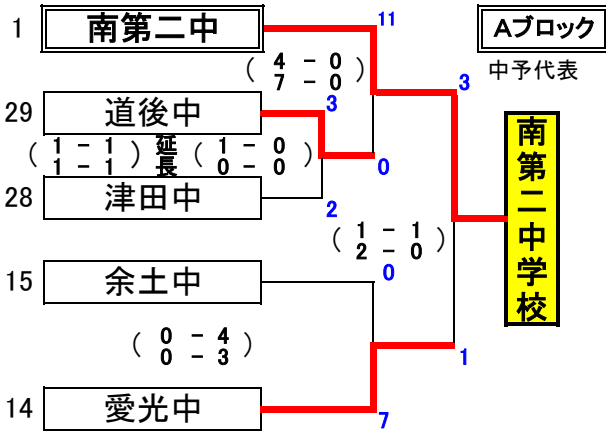 1 南第二中 11 Aブロック
中予代表
( 4 - 0
7 - 0 )
3
29 道後中 3
( 1 - 1
1 - 1 ) 延長 ( 1 - 0
0 - 0 )
0
28 津田中 2
南第二中学校
( 1 - 1
2 - 0 )
15 余土中 0
( 0 - 4
0 - 3 )
1
14 愛光中 7